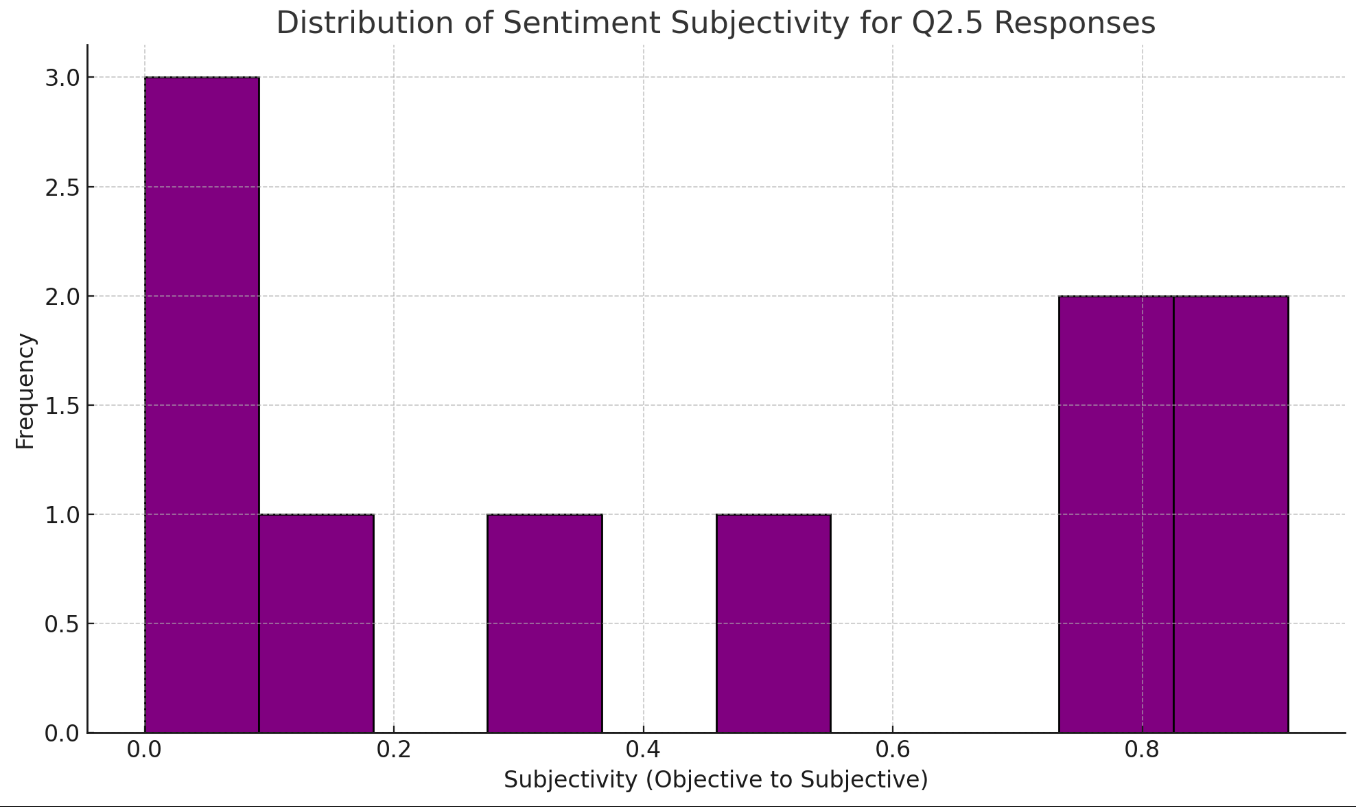 Distribution of Sentiment Subjectivity for Q2.5 Responses
3.0
2.5
2.0
1.5
1.0
0.5
0.0
Frequency
0.0 0.2 0.4 0.6 0.8
Subjectivity (Objective to Subjective)